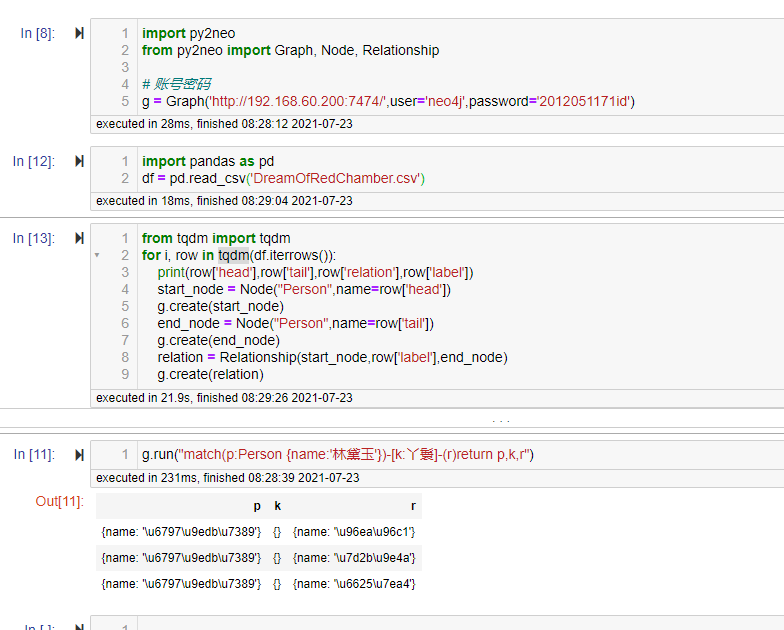 In [8]:
1 import py2neo
2 from py2neo import Graph, Node, Relationship
3
4 # 账号密码
5 g = Graph('http://192.168.60.200:7474/',user='neo4j',password='2012051171id')
executed in 28ms, finished 08:28:12 2021-07-23
In [12]:
1 import pandas as pd
2 df = pd.read_csv('DreamOfRedChamber.csv')
executed in 18ms, finished 08:29:04 2021-07-23
In [13]:
1 from tqdm import tqdm
2 for i, row in tqdm(df.iterrows()):
3 print(row['head'],row['tail'],row['relation'],row['label'])
4 start_node = Node("Person",name=row['head'])
5 g.create(start_node)
6 end_node = Node("Person",name=row['tail'])
7 g.create(end_node)
8 relation = Relationship(start_node,row['label'],end_node)
9 g.create(relation)
executed in 21.9s, finished 08:29:26 2021-07-23
...
In [11]:
1 g.run("match(p:Person {name:'林黛玉'})-[k:丫鬟]-(r)return p,k,r")
executed in 231ms, finished 08:28:39 2021-07-23
Out[11]:
p k r
{name: '\u6797\u9edb\u7389'} {} {name: '\u96ea\u96c1'}
{name: '\u6797\u9edb\u7389'} {} {name: '\u7d2b\u9e4a'}
{name: '\u6797\u9edb\u7389'} {} {name: '\u6625\u7ea4'}
In [ ]:
1